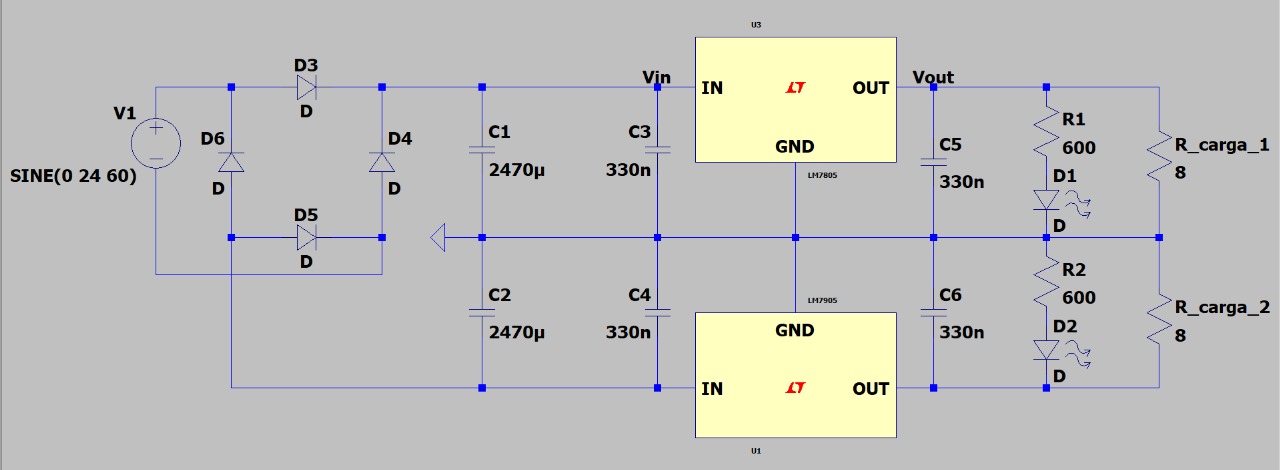 U3
D3
Vin
Vout
V1
D
IN
OUT
R1
D6
D4
C1
C3
GND
C5
600
R_carga_1
SINE(0 24 60)
D
D
2470µ
330n
LM7805
330n
D1
8
D5
D
D
C2
C4
LM7905
C6
R2
600
R_carga_2
2470µ
330n
GND
330n
D2
8
D
IN
OUT
U1